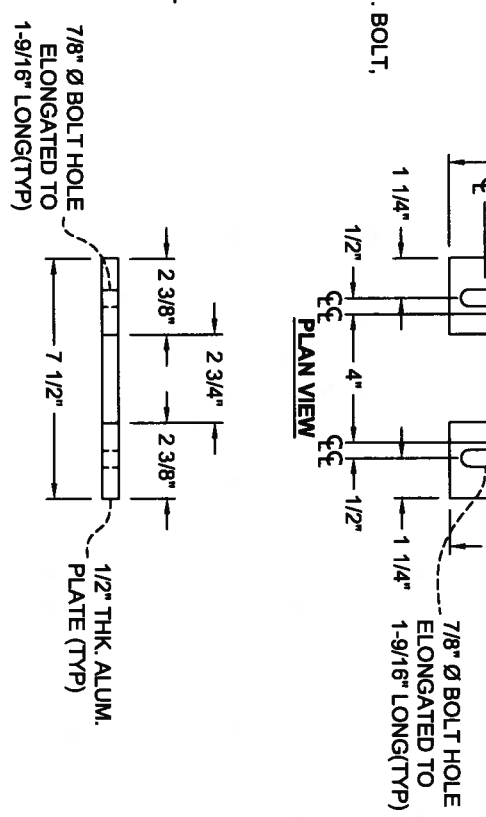 . BOLT,
℄
1 1/4"
1/2"
℄
℄
4"
℄
℄
1/2"
1 1/4"
PLAN VIEW
7/8" Ø BOLT HOLE
ELONGATED TO
1-9/16" LONG(TYP)
7/8" Ø BOLT HOLE
ELONGATED TO
1-9/16" LONG(TYP)
2 3/8"
2 3/4"
2 3/8"
7 1/2"
1/2" THK. ALUM.
PLATE (TYP)